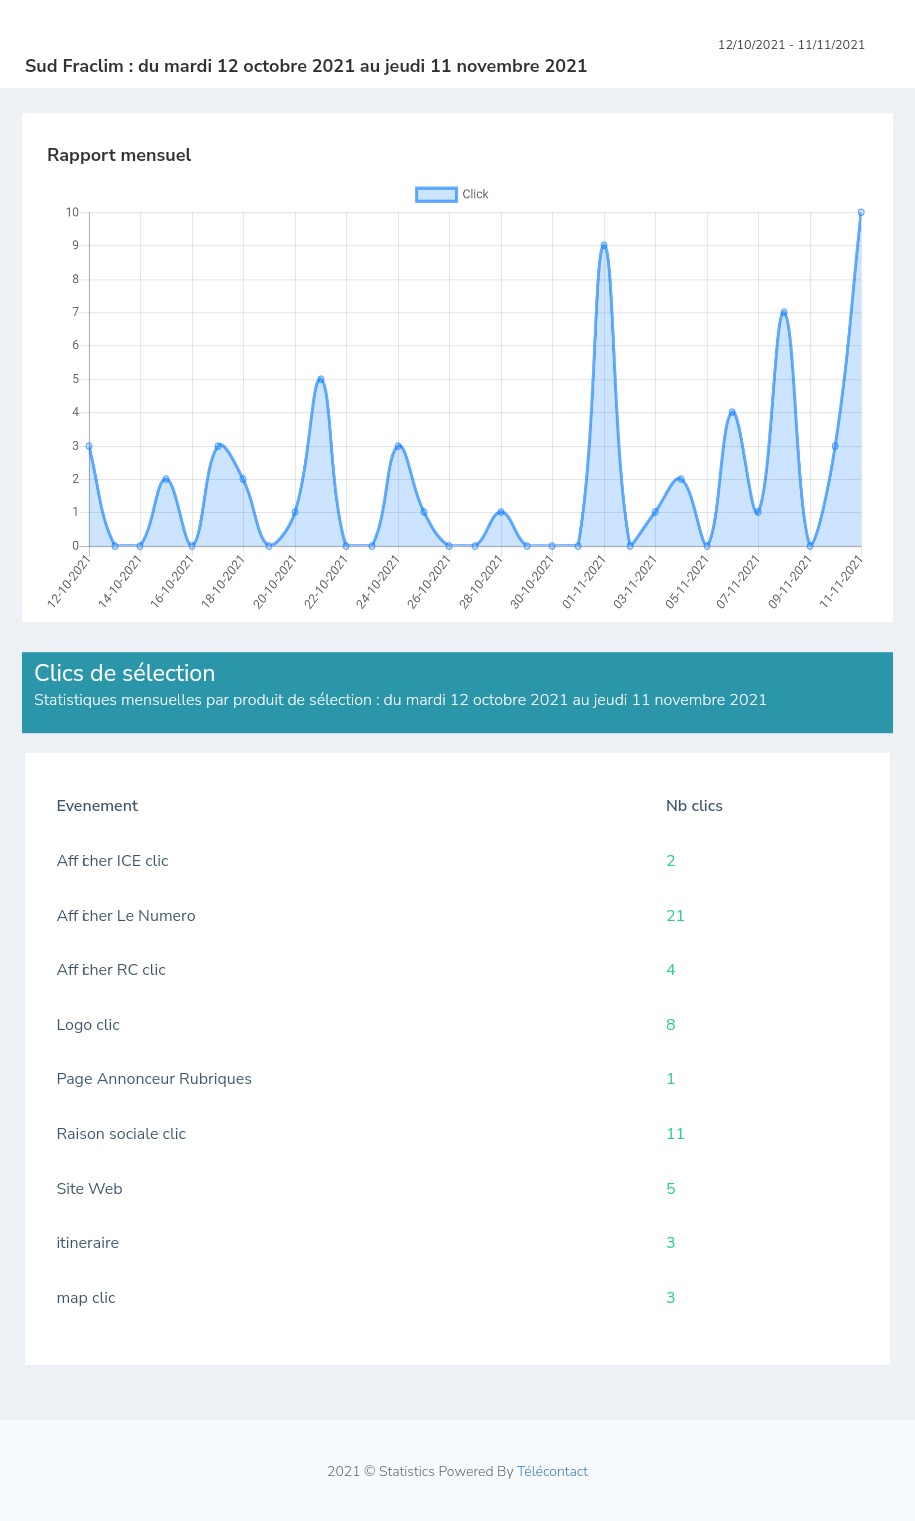 12/10/2021 - 11/11/2021
Sud Fraclim : du mardi 12 octobre 2021 au jeudi 11 novembre 2021
Rapport mensuel
Click
10
9
8
7
6
5
4
3
2
1
0
12-10-2021
14-10-2021
16-10-2021
18-10-2021
20-10-2021
22-10-2021
24-10-2021
26-10-2021
28-10-2021
30-10-2021
01-11-2021
03-11-2021
05-11-2021
07-11-2021
09-11-2021
11-11-2021
Clics de sélection
Statistiques mensuelles par produit de sélection : du mardi 12 octobre 2021 au jeudi 11 novembre 2021
Evenement Nb clics
Afficher ICE clic 2
Afficher Le Numero 21
Afficher RC clic 4
Logo clic 8
Page Annonceur Rubriques 1
Raison sociale clic 11
Site Web 5
itineraire 3
map clic 3
2021 © Statistics Powered By Télécontact